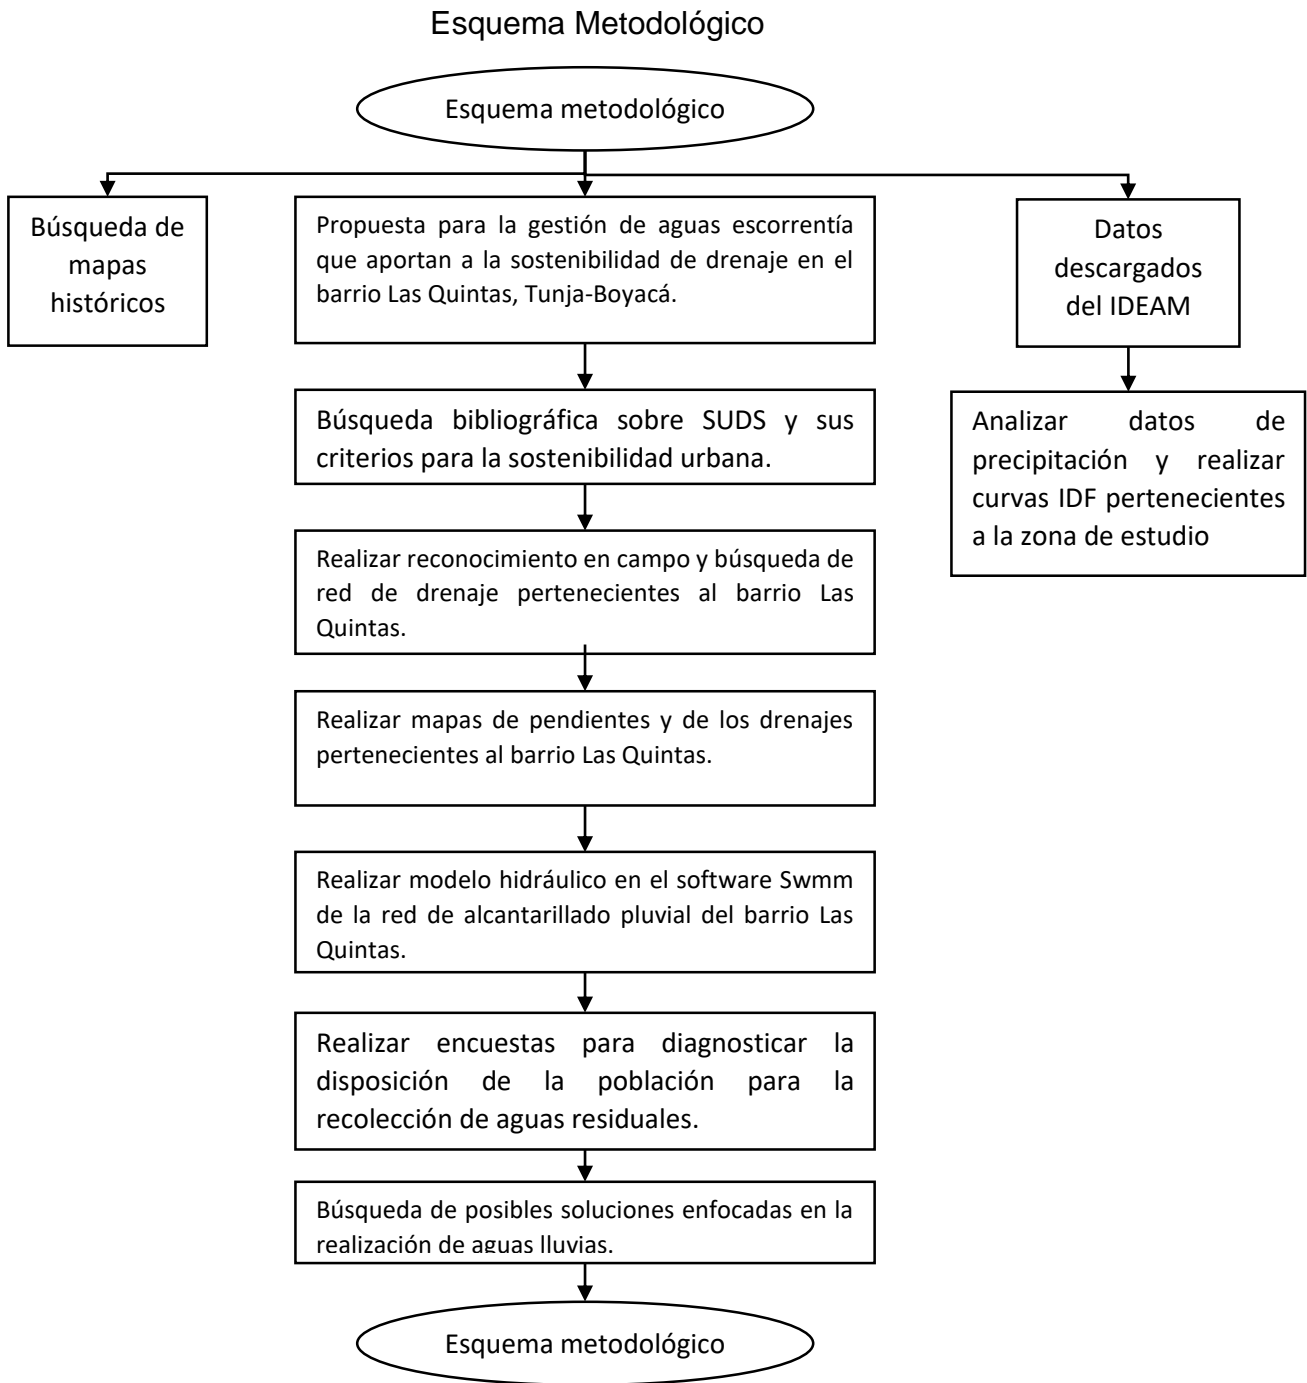 Esquema Metodológico
Esquema metodológico
Búsqueda de
mapas
históricos
Propuesta para la gestión de aguas escorrentía
que aportan a la sostenibilidad de drenaje en el
barrio Las Quintas, Tunja-Boyacá.
Datos
descargados
del IDEAM
Búsqueda bibliográfica sobre SUDS y sus
criterios para la sostenibilidad urbana.
Analizar datos de
precipitación y realizar
curvas IDF pertenecientes
a la zona de estudio
Realizar reconocimiento en campo y búsqueda de
red de drenaje pertenecientes al barrio Las
Quintas.
Realizar mapas de pendientes y de los drenajes
pertenecientes al barrio Las Quintas.
Realizar modelo hidráulico en el software Swmm
de la red de alcantarillado pluvial del barrio Las
Quintas.
Realizar encuestas para diagnosticar la
disposición de la población para la
recolección de aguas residuales.
Búsqueda de posibles soluciones enfocadas en la
realización de aguas lluvias.
Esquema metodológico